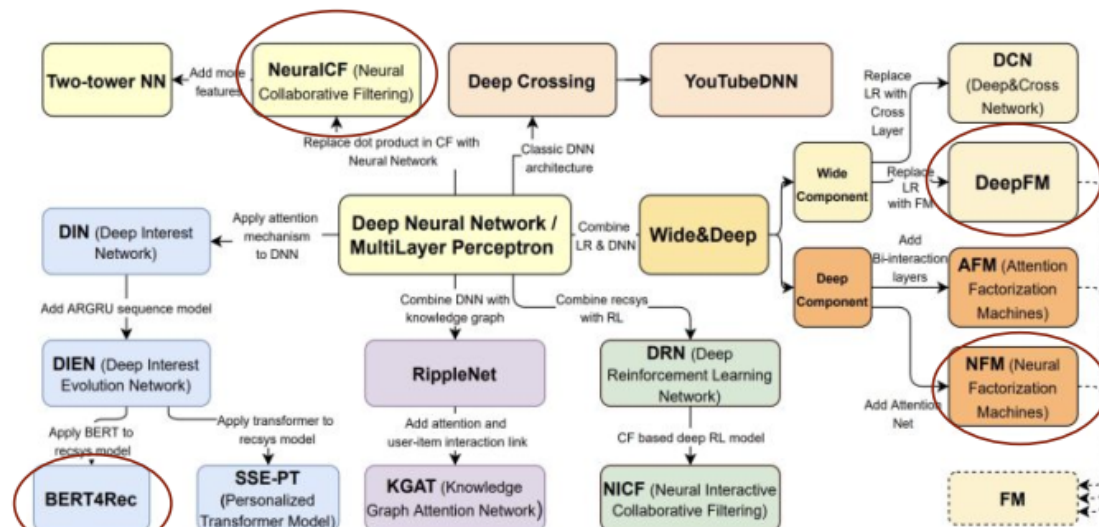 Two-tower NN
Add more
features
NeuralCF (Neural
Collaborative Filtering)
Deep Crossing
YouTubeDNN
Replace
LR with
Cross
Layer
DCN
(Deep&Cross
Network)
Replace dot product in CF with
Neural Network
Classic DNN
architecture
Wide
Component
Replace
LR
with FM
DeepFM
DIN (Deep Interest
Network)
Apply attention
mechanism
to DNN
Deep Neural Network /
MultiLayer Perceptron
Combine
LR & DNN
Wide&Deep
Add
Bi-interaction
layers
Deep
Component
AFM (Attention
Factorization
Machines)
Add ARGRU sequence model
Combine DNN with
knowledge graph
Combine recsys
with RL
DIEN (Deep Interest
Evolution Network)
RippleNet
DRN (Deep
Reinforcement Learning
Network)
NFM (Neural
Factorization
Machines)
Add Attention
Net
Apply BERT to
recsys model
Apply transformer to
recsys model
Add attention and
user-item interaction link
CF based deep RL model
BERT4Rec
SSE-PT
(Personalized
Transformer Model)
KGAT (Knowledge
Graph Attention Network)
NICF (Neural Interactive
Collaborative Filtering)
FM